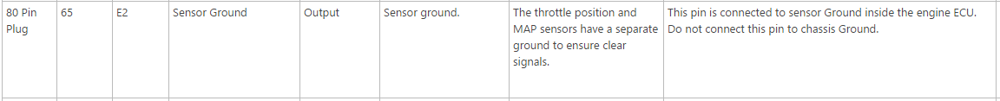 80 Pin Plug
65
E2
Sensor Ground
Output
Sensor ground.
The throttle position and
MAP sensors have a separate
ground to ensure clear
signals.
This pin is connected to sensor Ground inside the engine ECU.
Do not connect this pin to chassis Ground.